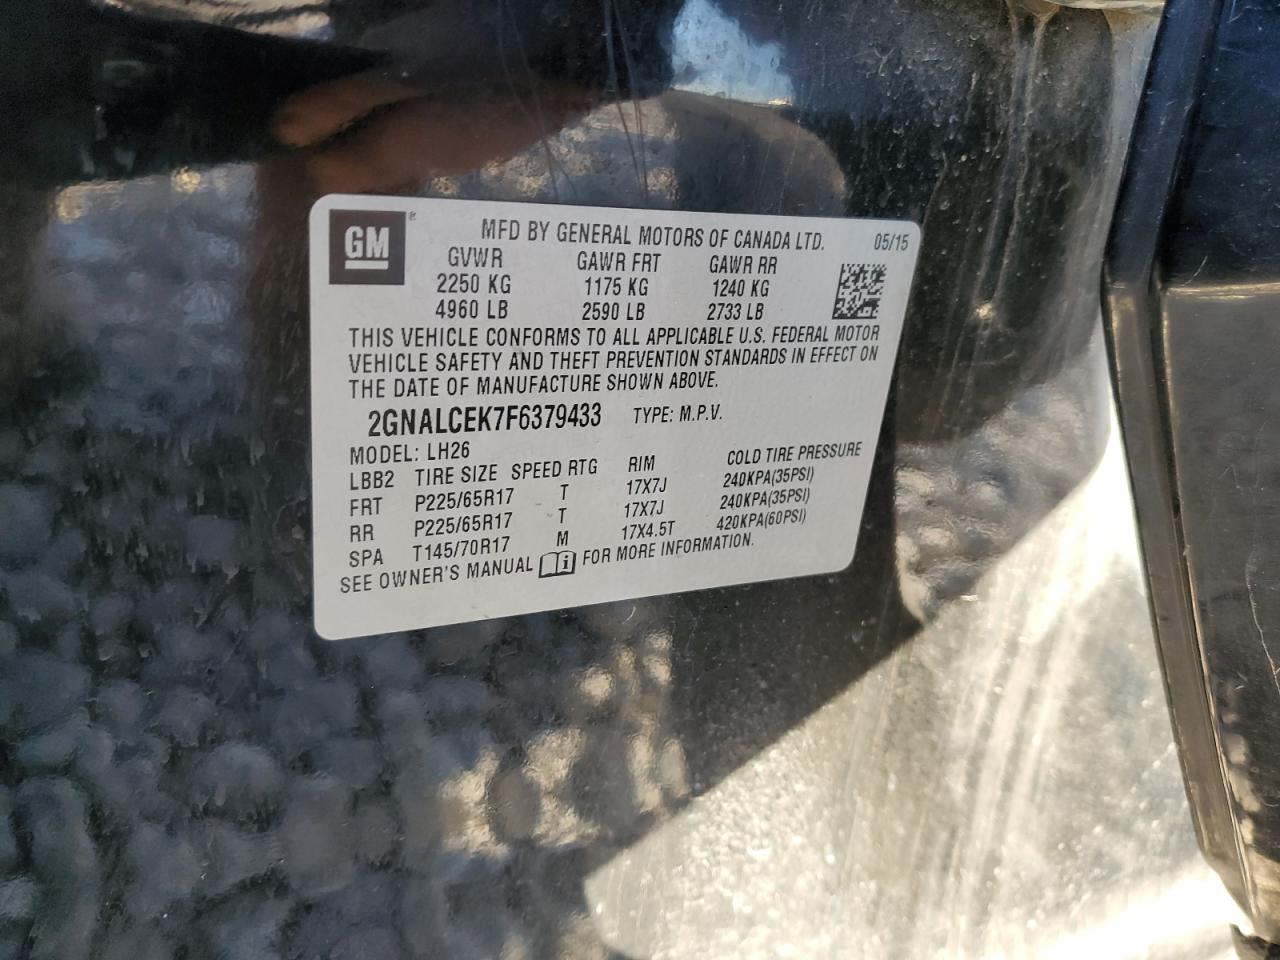 GM ®
MFD BY GENERAL MOTORS OF CANADA LTD. 05/15
GVWR GAWR FRT GAWR RR
2250 KG 1175 KG 1240 KG
4960 LB 2590 LB 2733 LB
THIS VEHICLE CONFORMS TO ALL APPLICABLE U.S. FEDERAL MOTOR
VEHICLE SAFETY AND THEFT PREVENTION STANDARDS IN EFFECT ON
THE DATE OF MANUFACTURE SHOWN ABOVE.
2GNALCEK7F6379433 TYPE: M.P.V.
MODEL: LH26
LBB2 TIRE SIZE SPEED RTG RIM COLD TIRE PRESSURE
FRT P225/65R17 T 17X7J 240KPA(35PSI)
RR P225/65R17 T 17X7J 240KPA(35PSI)
SPA T145/70R17 M 17X4.5T 420KPA(60PSI)
SEE OWNER'S MANUAL i FOR MORE INFORMATION.